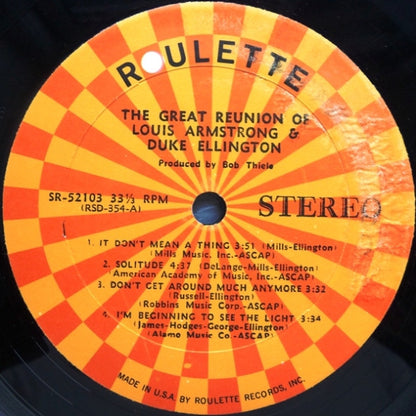 ROULETTE
THE GREAT REUNION OF
LOUIS ARMSTRONG &
DUKE ELLINGTON
Produced by Bob Thiele
SR-52103 33⅓ RPM
(RSD-354-A)
STEREO
1. IT DON'T MEAN A THING 3:51 (Mills-Ellington)
(Mills Music, Inc.-ASCAP)
2. SOLITUDE 4:37 (DeLange-Mills-Ellington)
(American Academy of Music, Inc.-ASCAP)
3. DON'T GET AROUND MUCH ANYMORE 3:32
(Russell-Ellington)
(Robbins Music Corp.-ASCAP)
4. I'M BEGINNING TO SEE THE LIGHT 3:34
(James-Hodges-George-Ellington)
(Alamo Music Co.-ASCAP)
MADE IN U.S.A. BY ROULETTE RECORDS, INC.